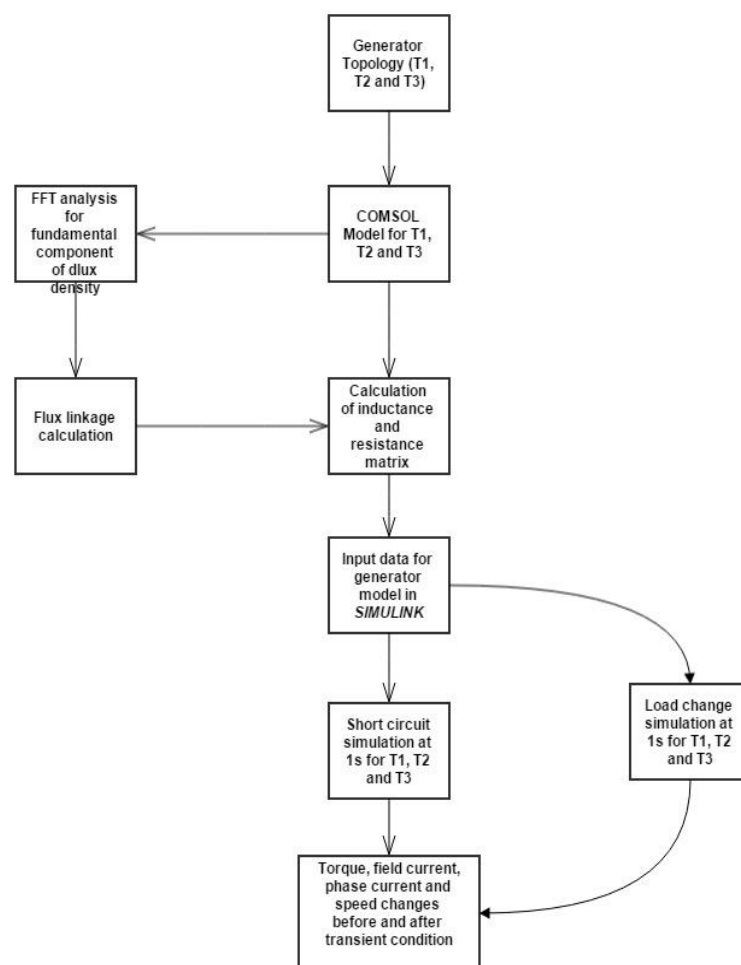 Generator
Topology (T1,
T2 and T3)
FFT analysis
for
fundamental
component
of dlux
density
COMSOL
Model for T1,
T2 and T3
Flux linkage
calculation
Calculation
of inductance
and
resistance
matrix
Input data for
generator
model in
SIMULINK
Short circuit
simulation at
1s for T1, T2
and T3
Load change
simulation at
1s for T1, T2
and T3
Torque, field current,
phase current and
speed changes
before and after
transient condition